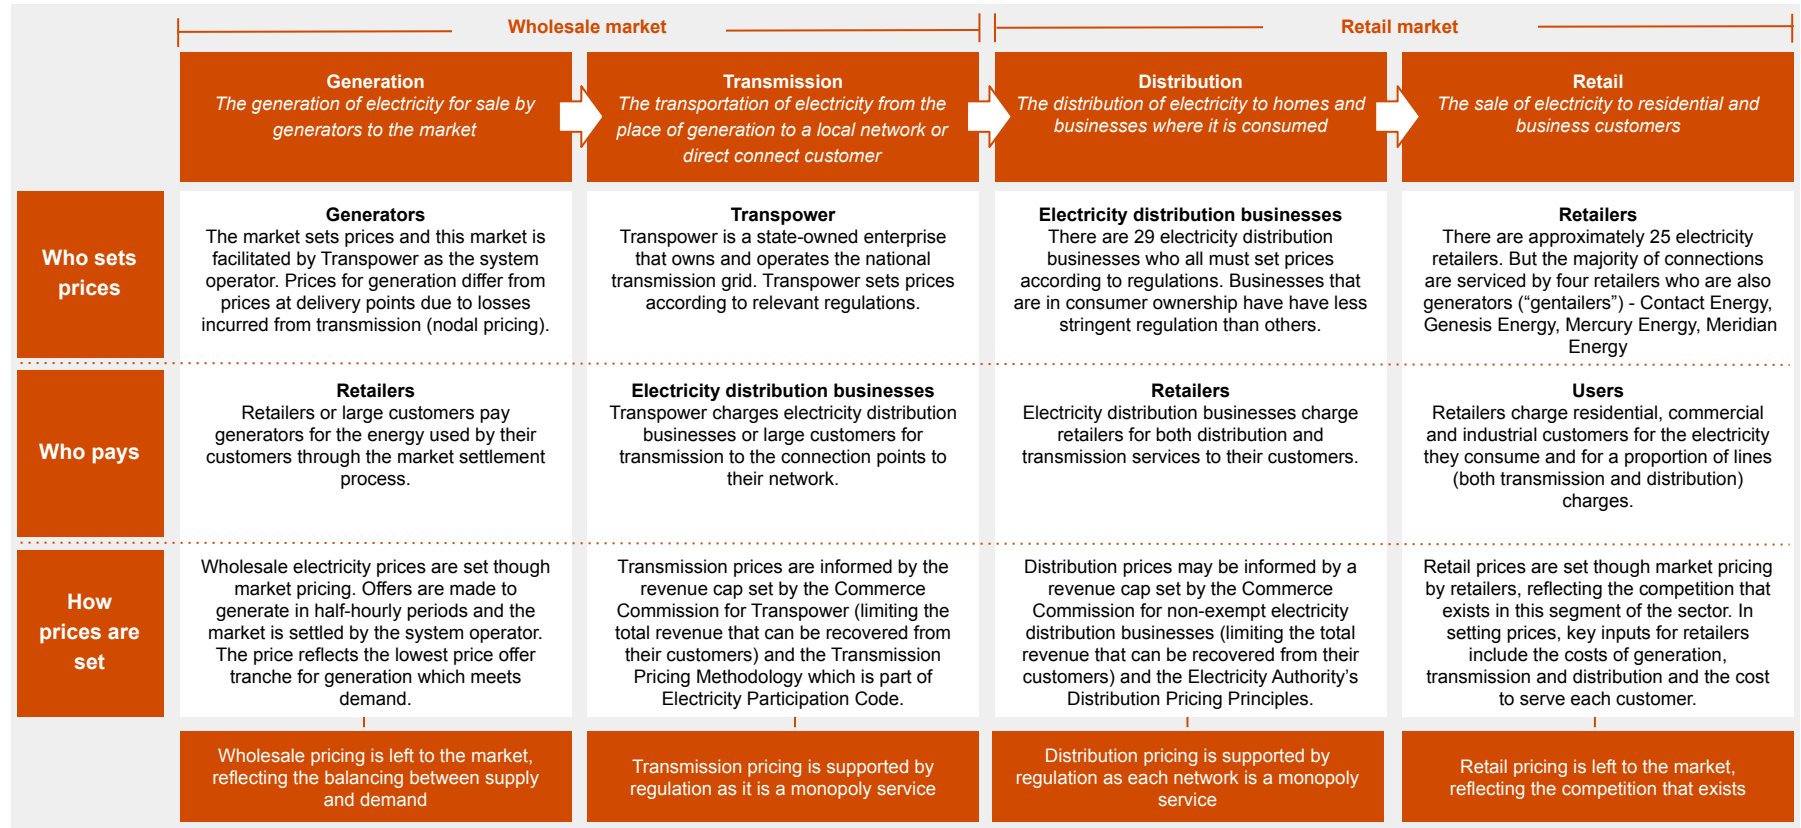 Wholesale market
Retail market
Generation
The generation of electricity for sale by
generators to the market
Transmission
The transportation of electricity from the
place of generation to a local network or
direct connect customer
Distribution
The distribution of electricity to homes and
businesses where it is consumed
Retail
The sale of electricity to residential and
business customers
Who sets
prices
Generators
The market sets prices and this market is
facilitated by Transpower as the system
operator. Prices for generation differ from
prices at delivery points due to losses
incurred from transmission (nodal pricing).
Transpower
Transpower is a state-owned enterprise
that owns and operates the national
transmission grid. Transpower sets prices
according to relevant regulations.
Electricity distribution businesses
There are 29 electricity distribution
businesses who all must set prices
according to regulations. Businesses that
are in consumer ownership have have less
stringent regulation than others.
Retailers
There are approximately 25 electricity
retailers. But the majority of connections
are serviced by four retailers who are also
generators (“gentailers”) - Contact Energy,
Genesis Energy, Mercury Energy, Meridian
Energy
Who pays
Retailers
Retailers or large customers pay
generators for the energy used by their
customers through the market settlement
process.
Electricity distribution businesses
Transpower charges electricity distribution
businesses or large customers for
transmission to the connection points to
their network.
Retailers
Electricity distribution businesses charge
retailers for both distribution and
transmission services to their customers.
Users
Retailers charge residential, commercial
and industrial customers for the electricity
they consume and for a proportion of lines
(both transmission and distribution)
charges.
How
prices are
set
Wholesale electricity prices are set though
market pricing. Offers are made to
generate in half-hourly periods and the
market is settled by the system operator.
The price reflects the lowest price offer
tranche for generation which meets
demand.
Transmission prices are informed by the
revenue cap set by the Commerce
Commission for Transpower (limiting the
total revenue that can be recovered from
their customers) and the Transmission
Pricing Methodology which is part of
Electricity Participation Code.
Distribution prices may be informed by a
revenue cap set by the Commerce
Commission for non-exempt electricity
distribution businesses (limiting the total
revenue that can be recovered from their
customers) and the Electricity Authority’s
Distribution Pricing Principles.
Retail prices are set though market pricing
by retailers, reflecting the competition that
exists in this segment of the sector. In
setting prices, key inputs for retailers
include the costs of generation,
transmission and distribution and the cost
to serve each customer.
Wholesale pricing is left to the market,
reflecting the balancing between supply
and demand
Transmission pricing is supported by
regulation as it is a monopoly service
Distribution pricing is supported by
regulation as each network is a monopoly
service
Retail pricing is left to the market,
reflecting the competition that exists